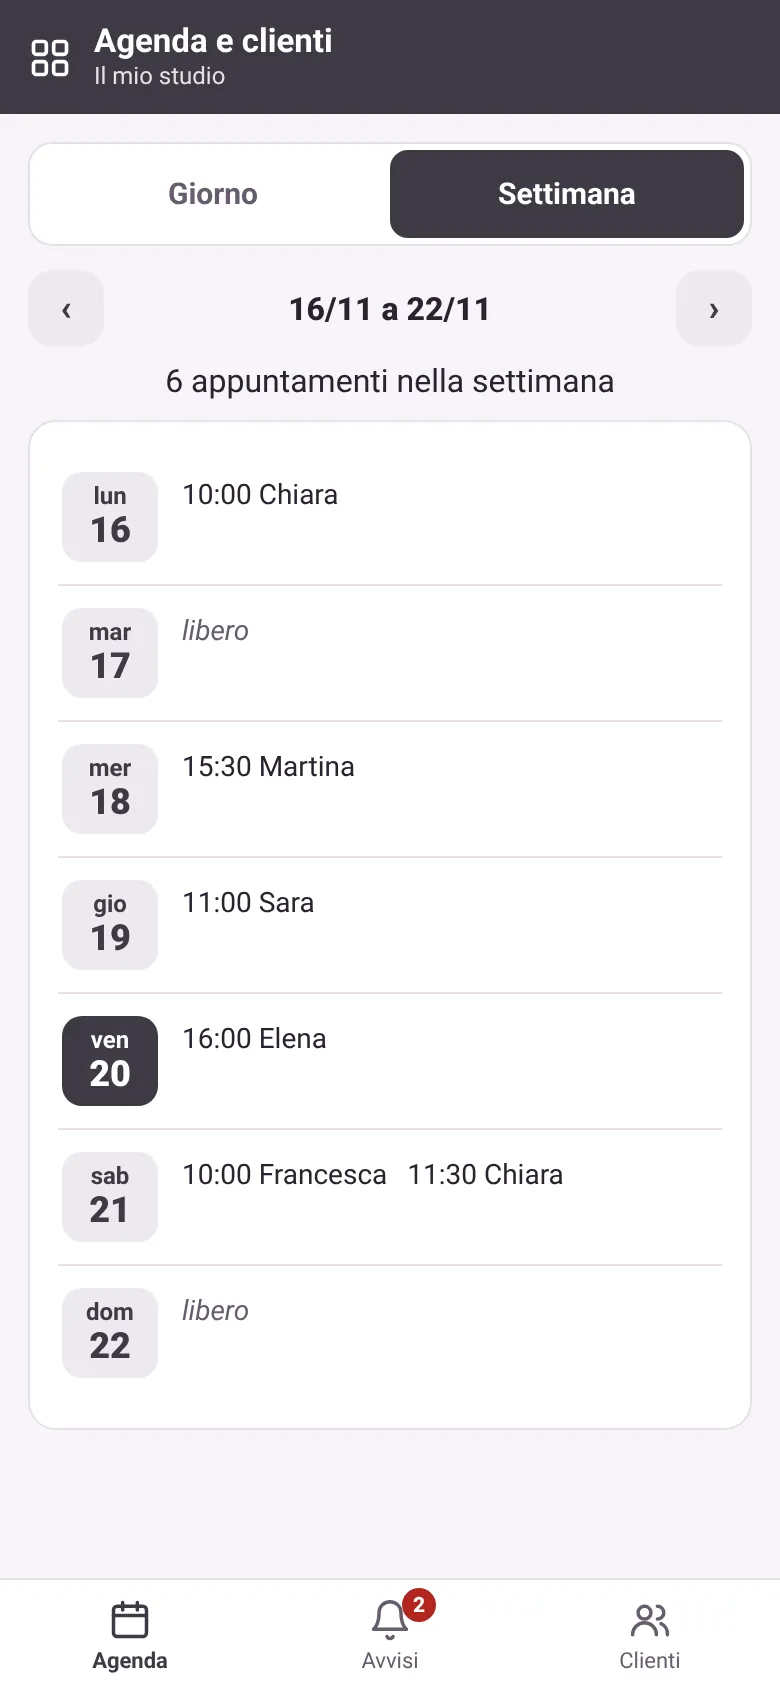 Agenda e clienti
Il mio studio
Giorno
Settimana
‹
16/11 a 22/11
›
6 appuntamenti nella settimana
lun
16
10:00 Chiara
mar
17
libero
mer
18
15:30 Martina
gio
19
11:00 Sara
ven
20
16:00 Elena
sab
21
10:00 Francesca 11:30 Chiara
dom
22
libero
2
Agenda
Avvisi
Clienti